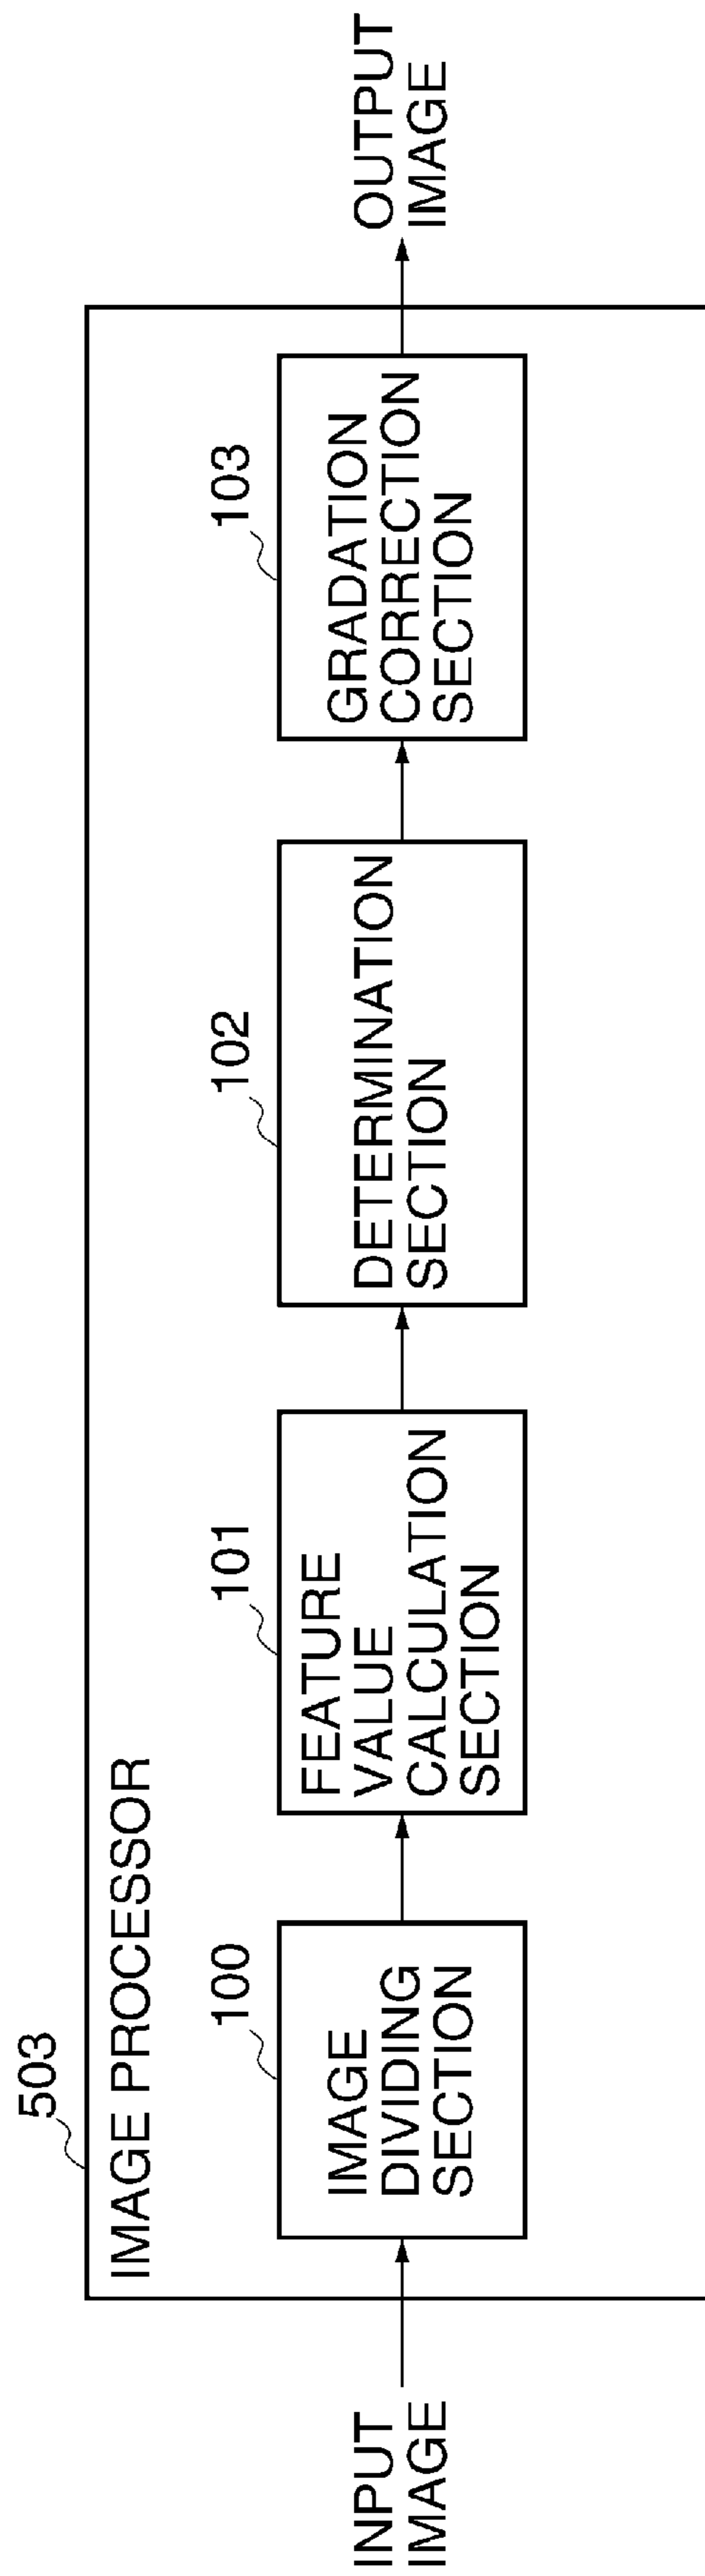 503
IMAGE PROCESSOR
INPUT
IMAGE
100
IMAGE
DIVIDING
SECTION
101
FEATURE
VALUE
CALCULATION
SECTION
102
DETERMINATION
SECTION
103
GRADATION
CORRECTION
SECTION
OUTPUT
IMAGE